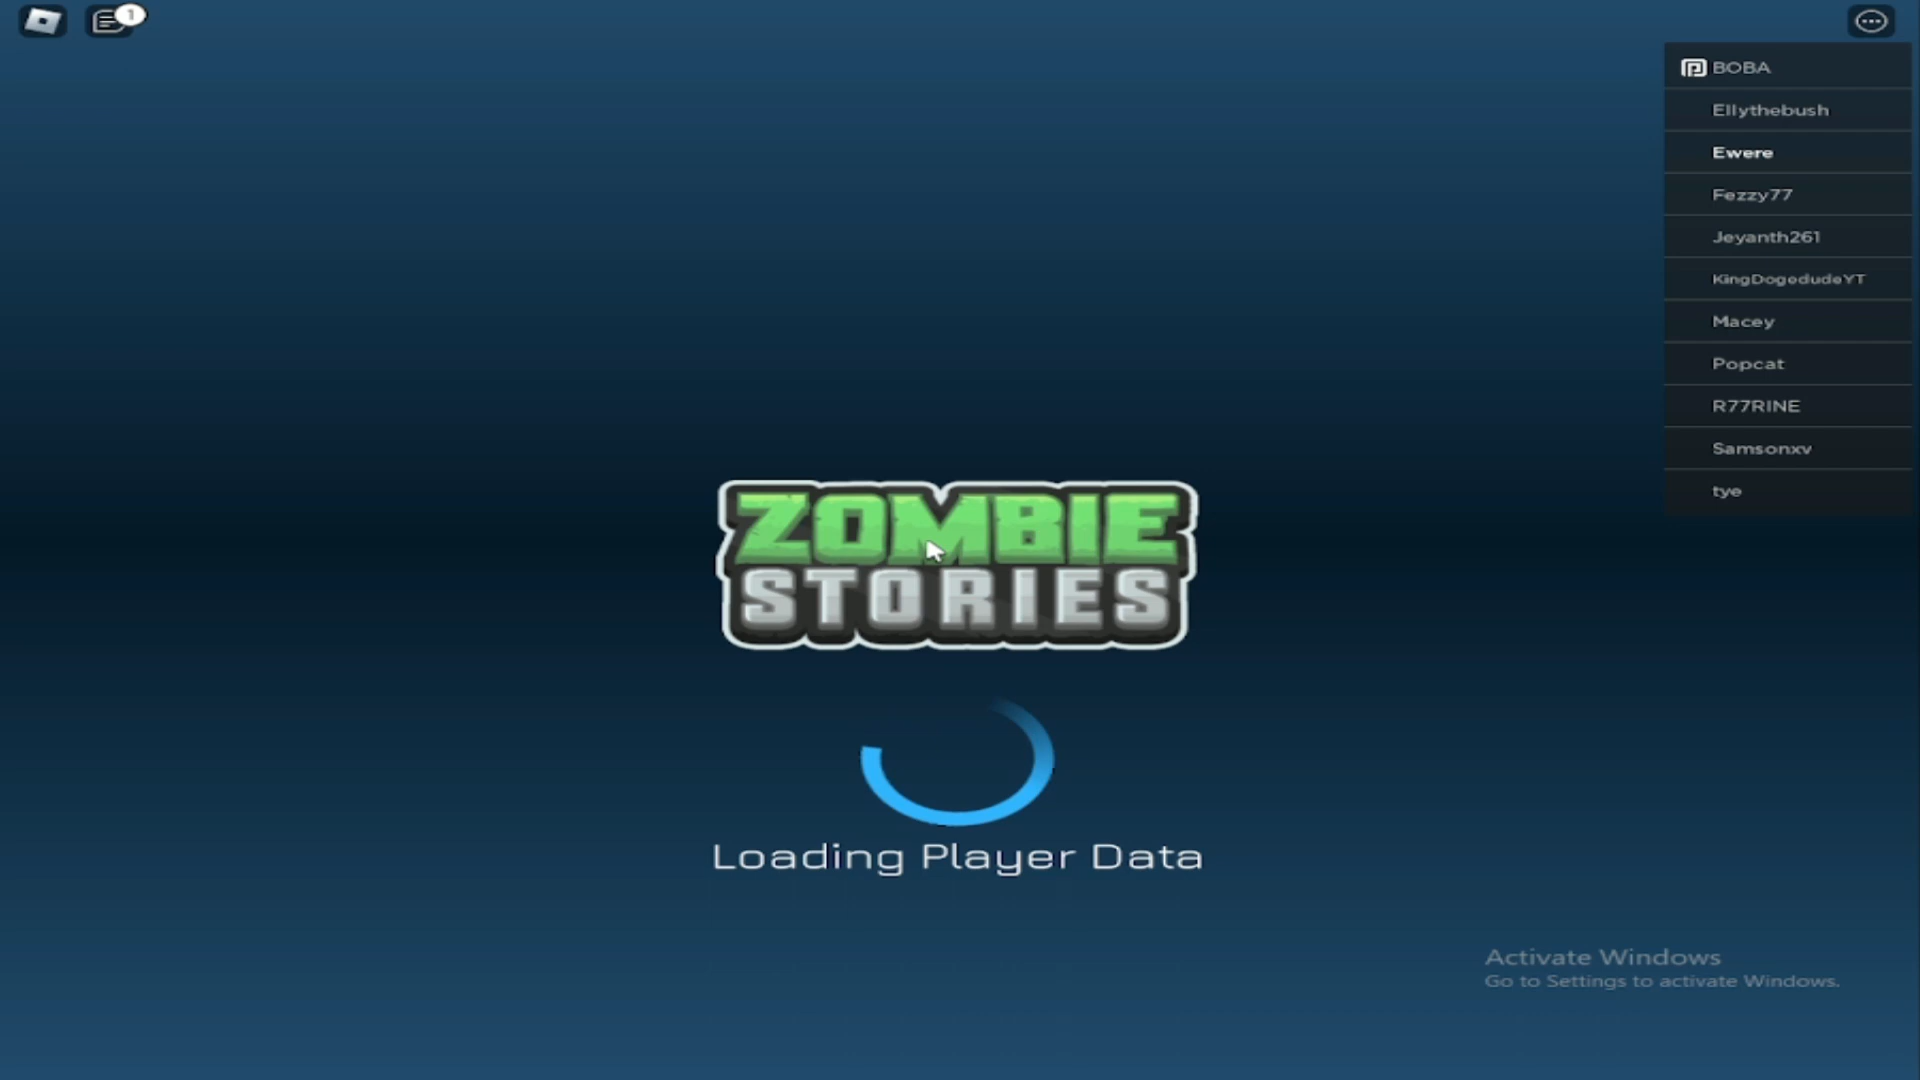 1
BOBA
Ellythebush
Ewere
Fezzy77
Jeyanth261
KingDogedudeYT
Macey
Popcat
R77RINE
Samsonxv
tye
ZOMBIE
STORIES
Loading Player Data
Activate Windows
Go to Settings to activate Windows.